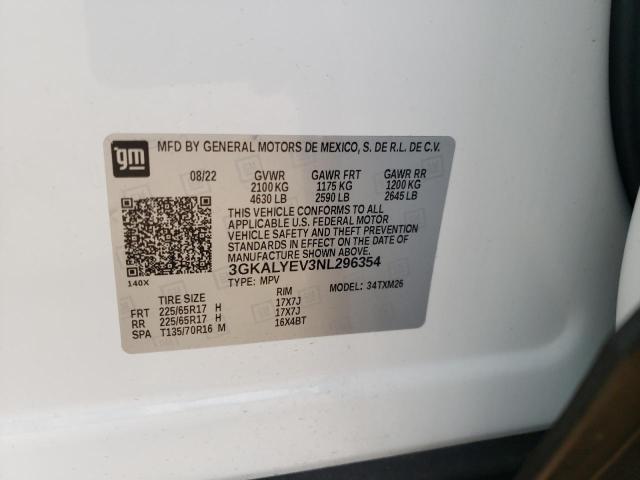 gm
MFD BY GENERAL MOTORS DE MEXICO, S. DE R.L. DE C.V.
08/22 GVWR GAWR FRT GAWR RR
2100 KG 1175 KG 1200 KG
4630 LB 2590 LB 2645 LB
THIS VEHICLE CONFORMS TO ALL
APPLICABLE U.S. FEDERAL MOTOR
VEHICLE SAFETY AND THEFT PREVENTION
STANDARDS IN EFFECT ON THE DATE OF
MANUFACTURE SHOWN ABOVE.
3GKALYEV3NL296354
140X TYPE: MPV MODEL: 34TXM26
TIRE SIZE RIM
FRT 225/65R17 H 17X7J
RR 225/65R17 H 17X7J
SPA T135/70R16 M 16X4BT